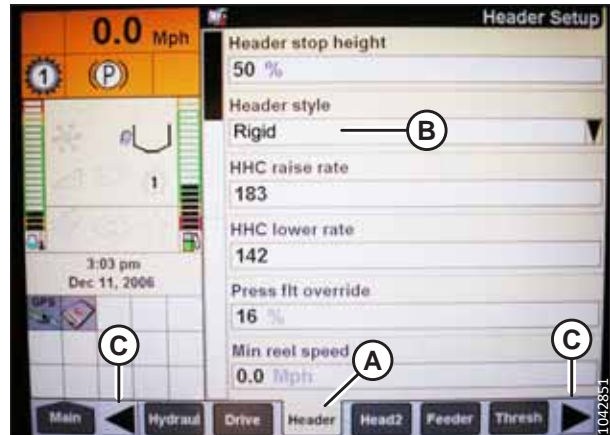 0.0 Mph
Header Setup
1
P
1
3:03 pm
Dec 11, 2006
GPS
Header stop height
50 %
Header style
Rigid
B
HHC raise rate
183
HHC lower rate
142
Press flt override
16 %
Min reel speed
0.0 Mph
A
C
C
Main
Hydraul
Drive
Header
Head2
Feeder
Thresh
1042851